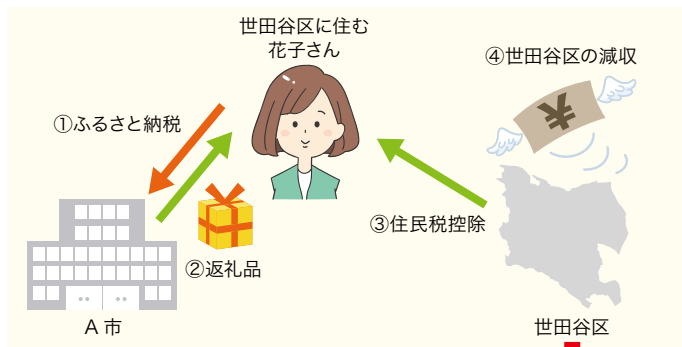 世田谷区に住む
花子さん
④世田谷区の減収
①ふるさと納税
¥
③住民税控除
②返礼品
A市
世田谷区